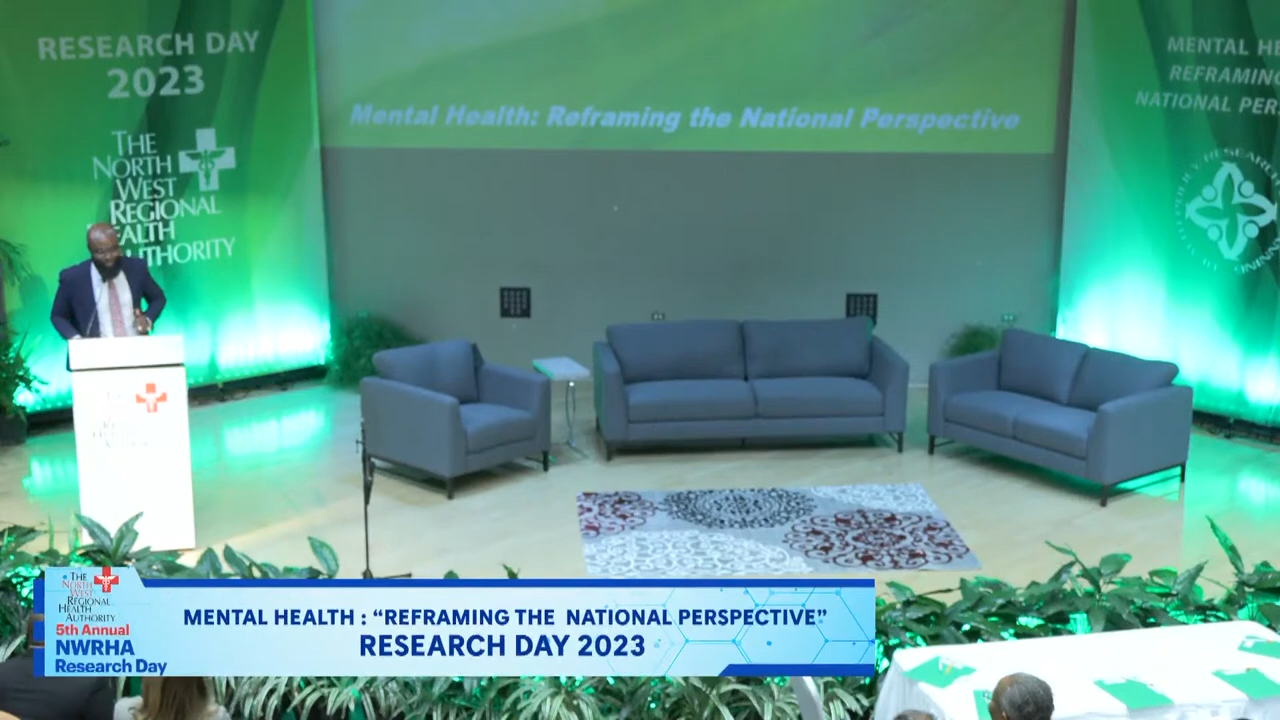 RESEARCH DAY
2023
THE
NORTH
WEST
REGIONAL
HEALTH
AUTHORITY
Mental Health: Reframing the National Perspective
MENTAL HE
REFRAMING
NATIONAL PER
THE
NORTH
WEST
REGIONAL
HEALTH
AUTHORITY
5th Annual
NWRHA
Research Day
MENTAL HEALTH : “REFRAMING THE NATIONAL PERSPECTIVE”
RESEARCH DAY 2023